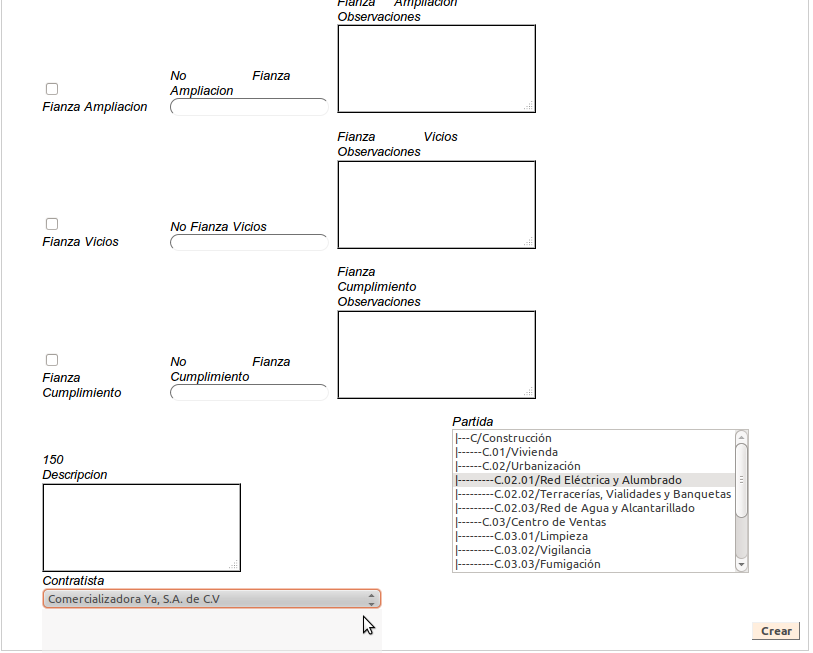 Fianza Ampliacion
Observaciones
No Fianza
Ampliacion
Fianza Ampliacion
Fianza Vicios
Observaciones
No Fianza Vicios
Fianza Vicios
Fianza
Cumplimiento
Observaciones
No Fianza
Cumplimiento
Fianza
Cumplimiento
Partida
|---C/Construcción
|------C.01/Vivienda
|------C.02/Urbanización
|---------C.02.01/Red Eléctrica y Alumbrado
|---------C.02.02/Terracerías, Vialidades y Banquetas
|---------C.02.03/Red de Agua y Alcantarillado
|------C.03/Centro de Ventas
|---------C.03.01/Limpieza
|---------C.03.02/Vigilancia
|---------C.03.03/Fumigación
150
Descripcion
Contratista
Comercializadora Ya, S.A. de C.V
Crear